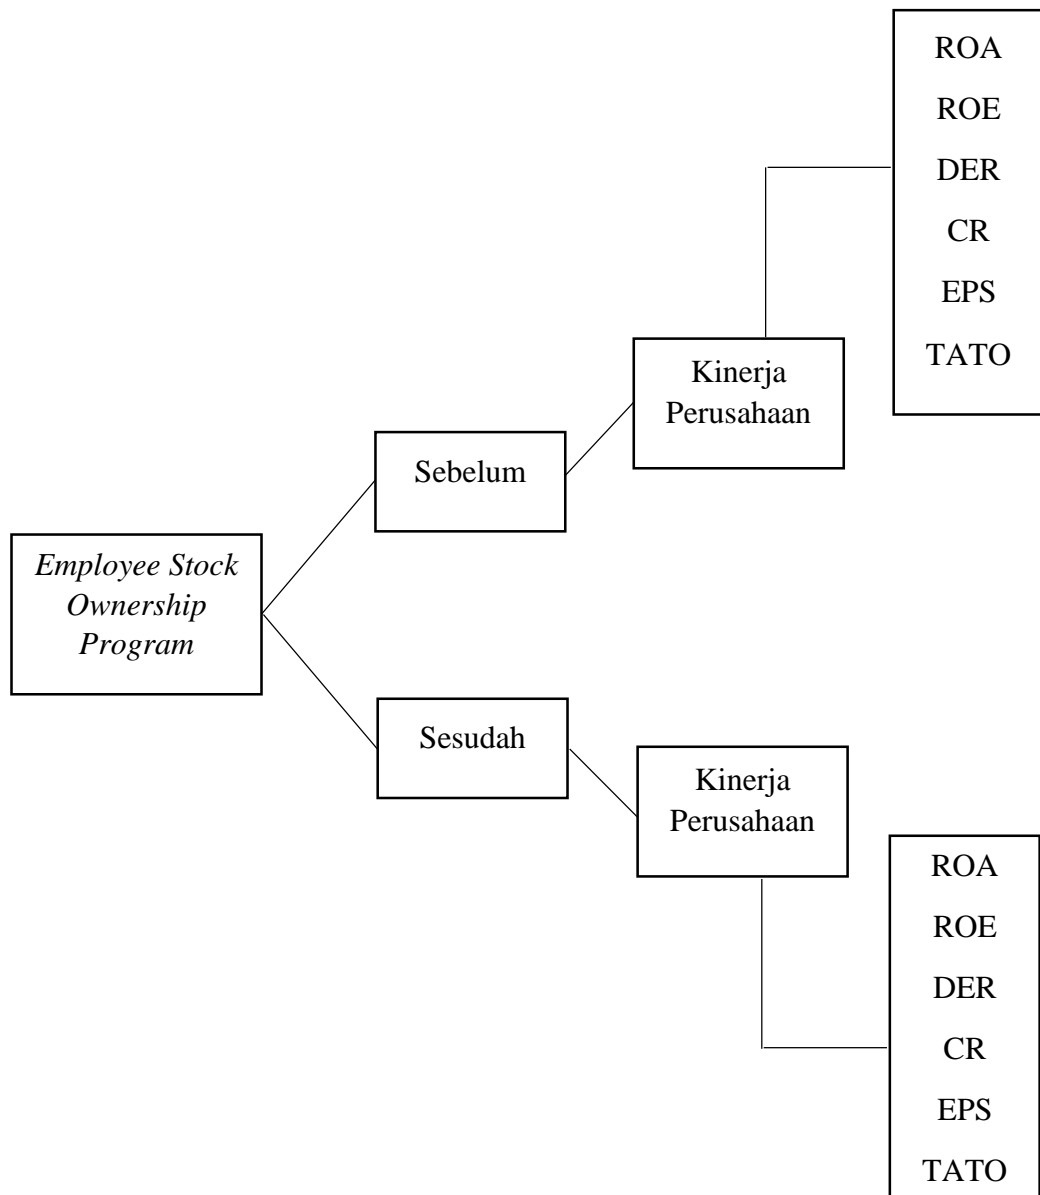 ROA
ROE
DER
CR
EPS
TATO
Kinerja
Perusahaan
Sebelum
Employee Stock
Ownership
Program
Sesudah
Kinerja
Perusahaan
ROA
ROE
DER
CR
EPS
TATO